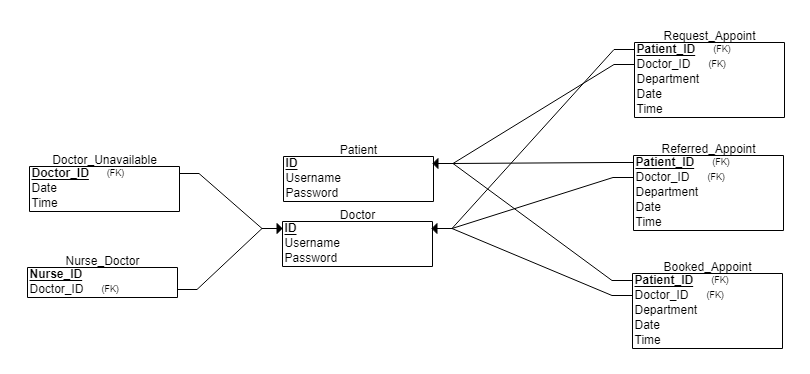 Request_Appoint
Patient_ID (FK)
Doctor_ID (FK)
Department
Date
Time
Doctor_Unavailable
Doctor_ID (FK)
Date
Time
Patient
ID
Username
Password
Referred_Appoint
Patient_ID (FK)
Doctor_ID (FK)
Department
Date
Time
Doctor
ID
Username
Password
Nurse_Doctor
Nurse_ID
Doctor_ID (FK)
Booked_Appoint
Patient_ID (FK)
Doctor_ID (FK)
Department
Date
Time